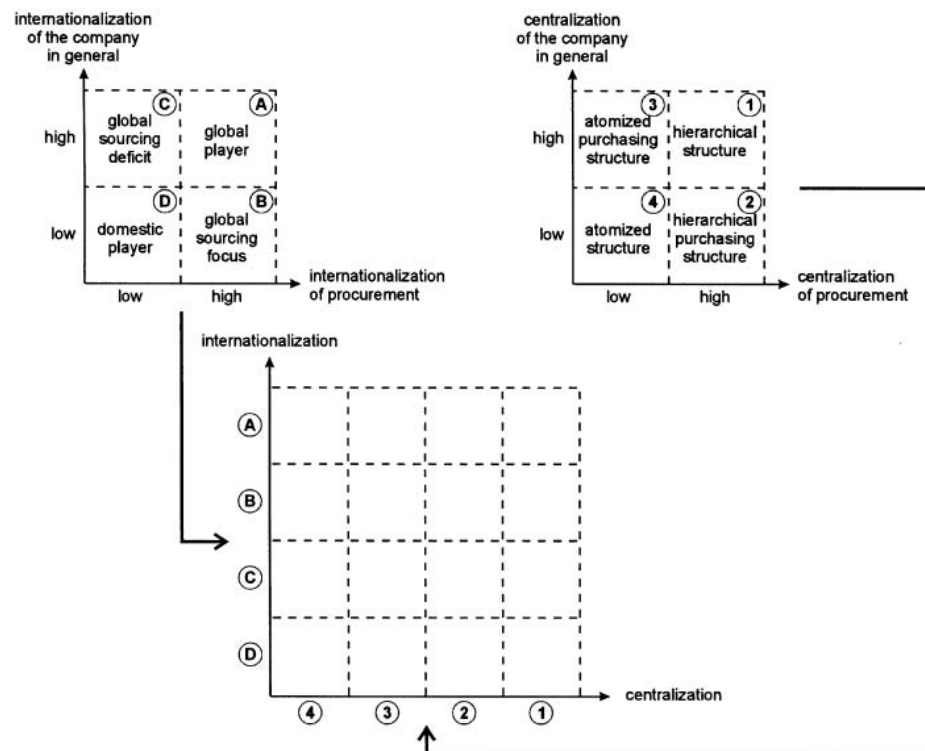 internationalization
of the company
in general
high
low
C
global
sourcing
deficit
A
global
player
D
domestic
player
B
global
sourcing
focus
low
high
internationalization
of procurement
centralization
of the company
in general
high
low
3
atomized
purchasing
structure
1
hierarchical
structure
4
atomized
structure
2
hierarchical
purchasing
structure
low
high
centralization
of procurement
internationalization
A
B
C
D
4
3
2
1
centralization